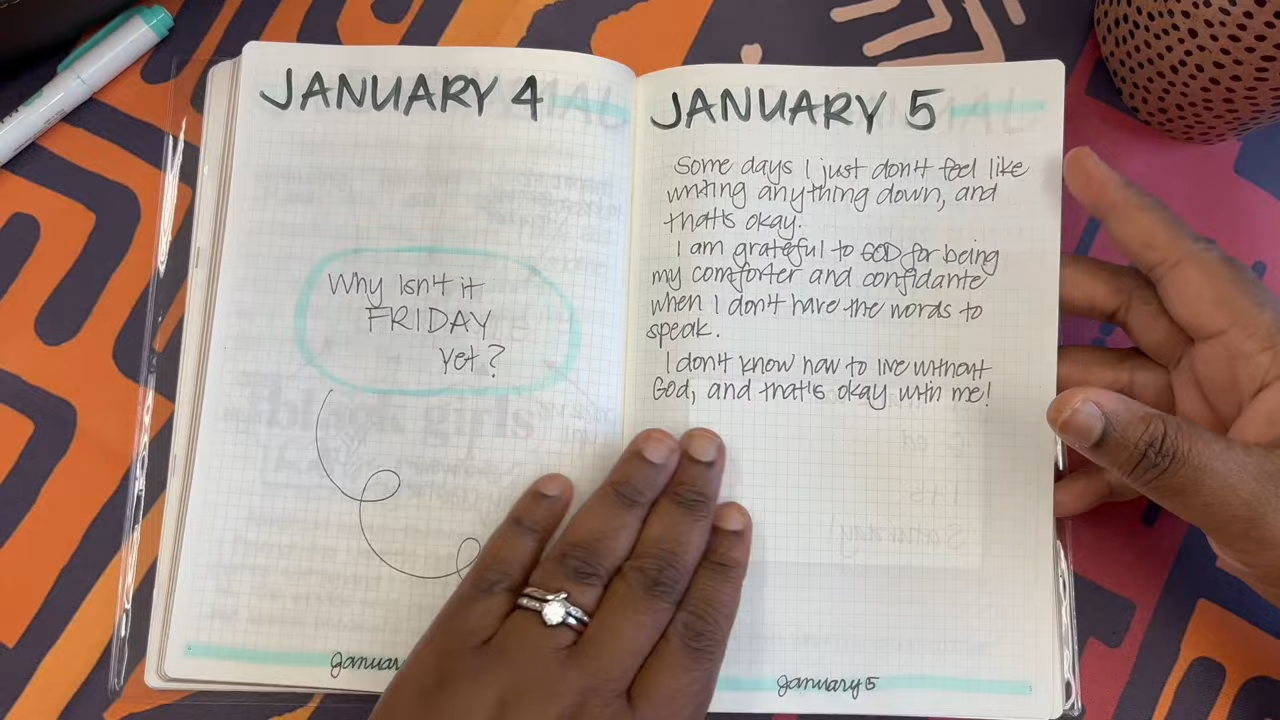 JANUARY 4
Why Isn't it
FRIDAY
Yet?
JANUARY 5
Some days I just don't feel like
writing anything down, and
that's okay.
I am grateful to GOD for being
my comforter and confidante
when I don't have the words to
speak.
I don't know how to live without
God, and that's okay with me!
january 5